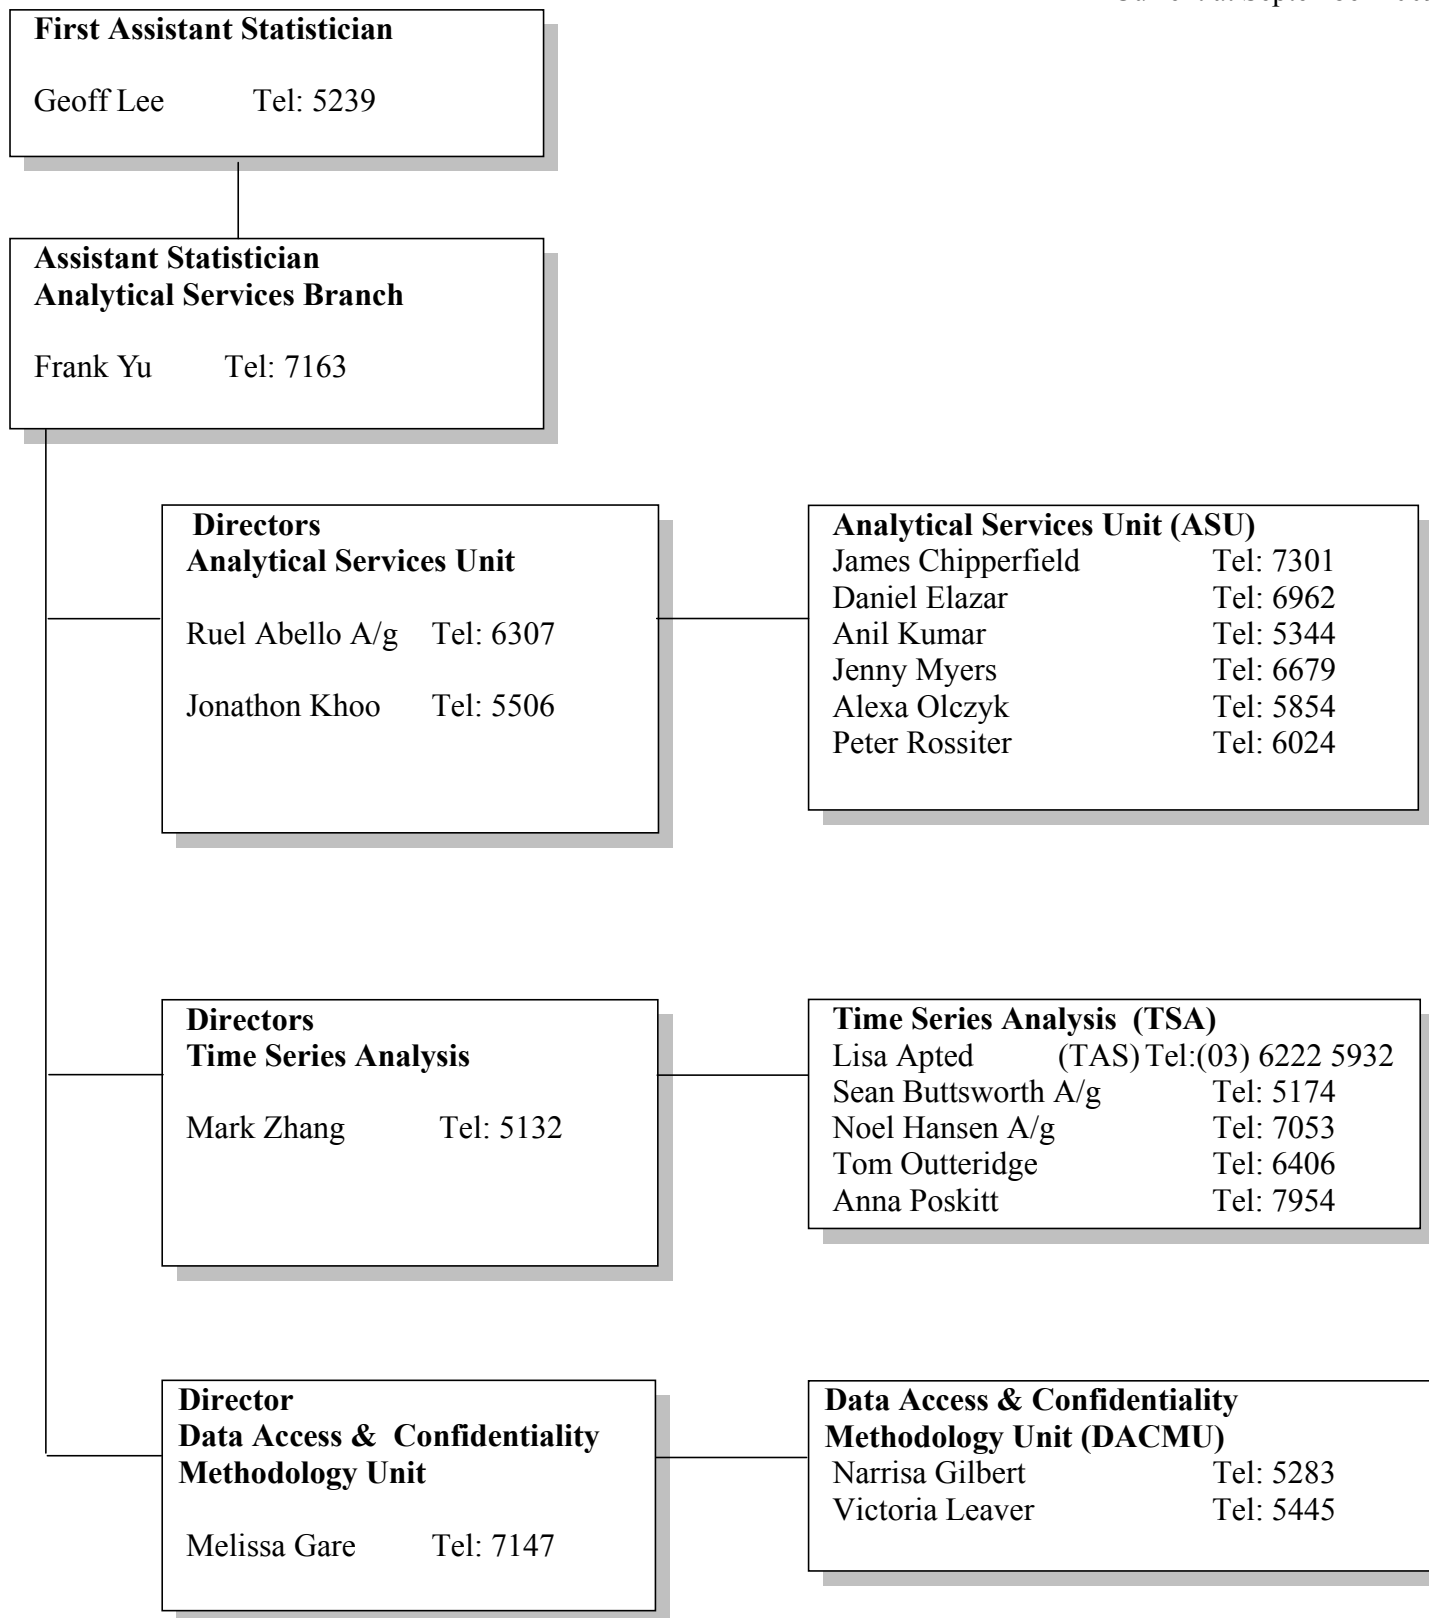 First Assistant Statistician
Geoff Lee Tel: 5239
Assistant Statistician
Analytical Services Branch
Frank Yu Tel: 7163
Directors
Analytical Services Unit
Ruel Abello A/g Tel: 6307
Jonathon Khoo Tel: 5506
Analytical Services Unit (ASU)
James Chipperfield Tel: 7301
Daniel Elazar Tel: 6962
Anil Kumar Tel: 5344
Jenny Myers Tel: 6679
Alexa Olczyk Tel: 5854
Peter Rossiter Tel: 6024
Directors
Time Series Analysis
Mark Zhang Tel: 5132
Time Series Analysis (TSA)
Lisa Apted (TAS) Tel:(03) 6222 5932
Sean Buttsworth A/g Tel: 5174
Noel Hansen A/g Tel: 7053
Tom Outteridge Tel: 6406
Anna Poskitt Tel: 7954
Director
Data Access & Confidentiality
Methodology Unit
Melissa Gare Tel: 7147
Data Access & Confidentiality
Methodology Unit (DACMU)
Narrisa Gilbert Tel: 5283
Victoria Leaver Tel: 5445